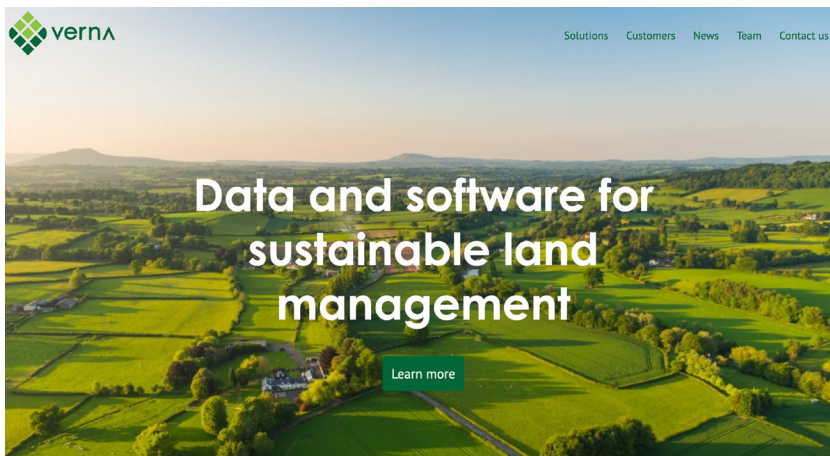 verna
Solutions Customers News Team Contact us
Data and software for
sustainable land
management
Learn more